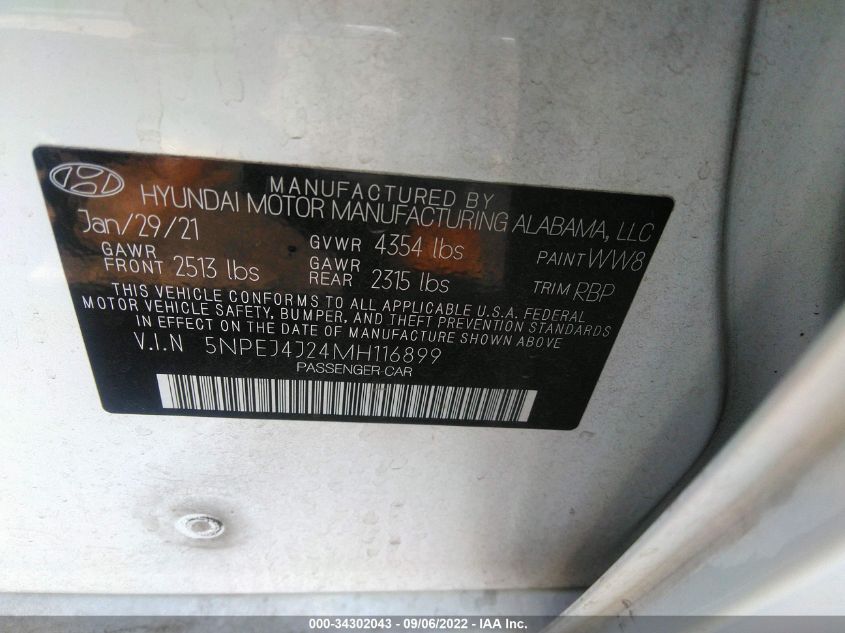 MANUFACTURED BY
HYUNDAI MOTOR MANUFACTURING ALABAMA, LLC
Jan/29/21
GAWR
FRONT 2513 lbs
GVWR 4354 lbs
GAWR
REAR 2315 lbs
PAINT WW8
TRIM RBP
THIS VEHICLE CONFORMS TO ALL APPLICABLE U.S.A. FEDERAL
MOTOR VEHICLE SAFETY, BUMPER, AND THEFT PREVENTION STANDARDS
IN EFFECT ON THE DATE OF MANUFACTURE SHOWN ABOVE
V.I.N 5NPEJ4J24MH116899
PASSENGER CAR
000-34302043 - 09/06/2022 - IAA Inc.